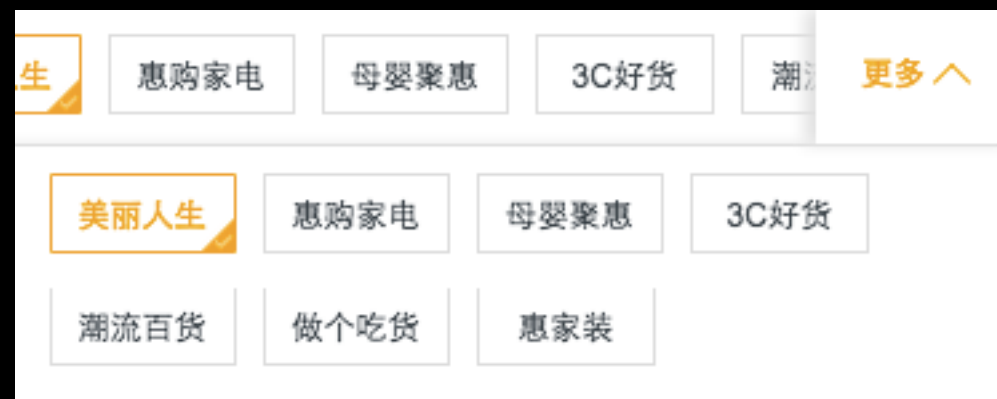 生 惠购家电 母婴聚惠 3C好货 潮 更多
美丽人生 惠购家电 母婴聚惠 3C好货
潮流百货 做个吃货 惠家装